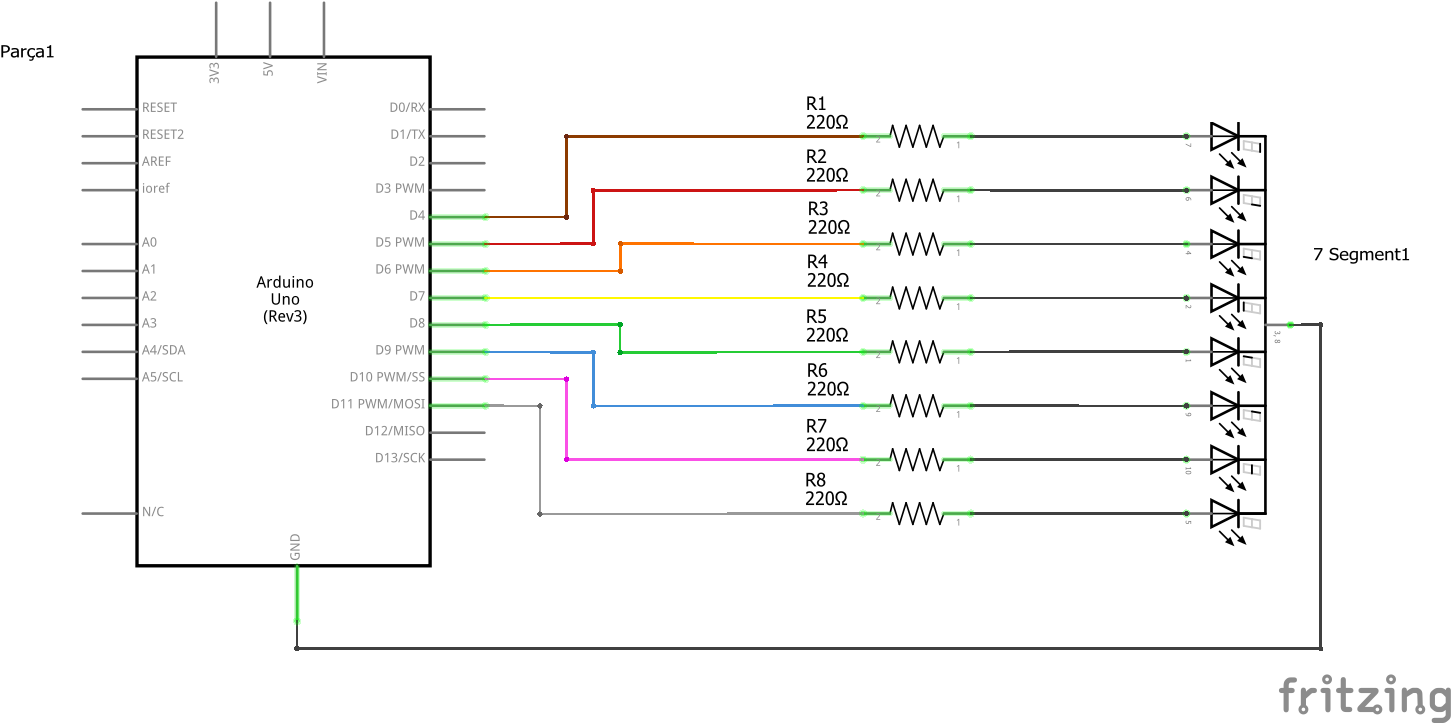 Parça1
3V3
5V
VIN
RESET
RESET2
AREF
ioref
A0
A1
A2
A3
A4/SDA
A5/SCL
N/C
Arduino
Uno
(Rev3)
D0/RX
D1/TX
D2
D3 PWM
D4
D5 PWM
D6 PWM
D7
D8
D9 PWM
D10 PWM/SS
D11 PWM/MOSI
D12/MISO
D13/SCK
GND
R1
220Ω
2
1
7
R2
220Ω
2
1
6
R3
220Ω
2
1
4
R4
220Ω
2
1
2
R5
220Ω
2
1
1
R6
220Ω
2
1
9
R7
220Ω
2
1
10
R8
220Ω
2
1
5
3, 8
7 Segment1
fritzing